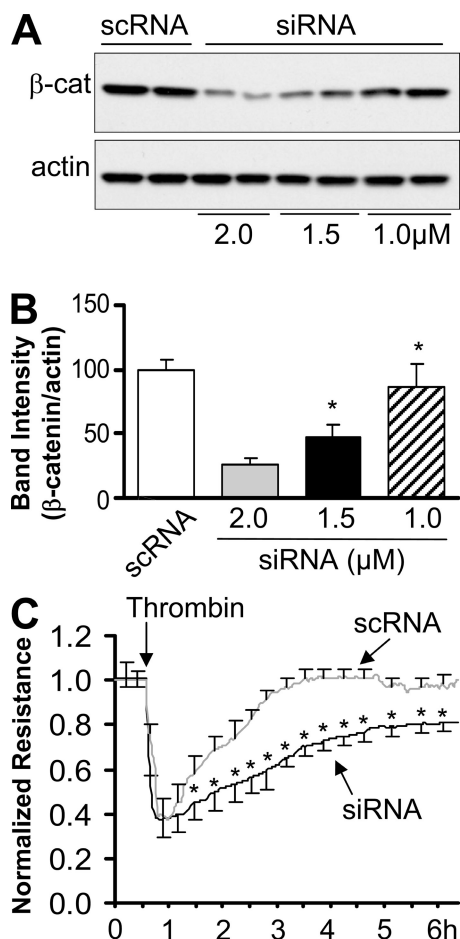 A
scRNA siRNA
β-cat
actin
2.0 1.5 1.0µM
B
Band Intensity
(β-catenin/actin)
150
100
50
0
*
*
scRNA
2.0 1.5 1.0
siRNA (µM)
C
Thrombin
scRNA
Normalized Resistance
1.2
1.0
0.8
0.6
0.4
0.2
0.0
* * * * * * * * * * * *
siRNA
0 1 2 3 4 5 6h